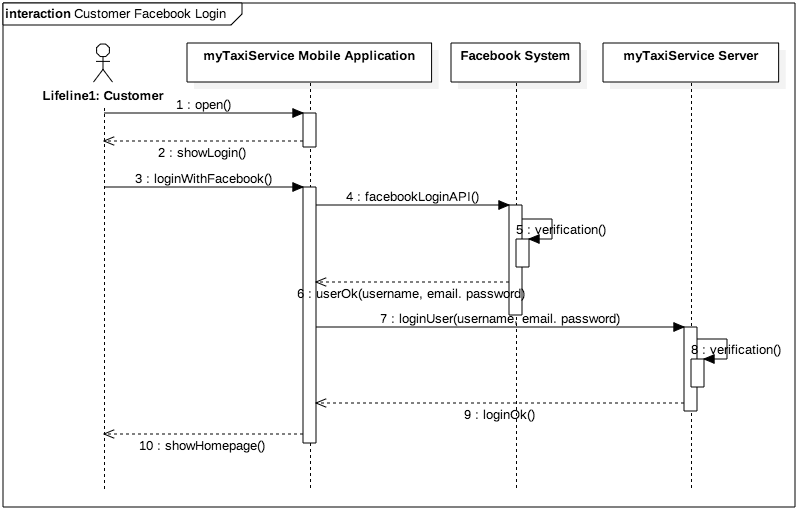 interaction Customer Facebook Login
myTaxiService Mobile Application
Facebook System
myTaxiService Server
Lifeline1: Customer
1 : open()
2 : showLogin()
3 : loginWithFacebook()
4 : facebookLoginAPI()
5 : verification()
6 : userOk(username, email. password)
7 : loginUser(username, email. password)
8 : verification()
9 : loginOk()
10 : showHomepage()